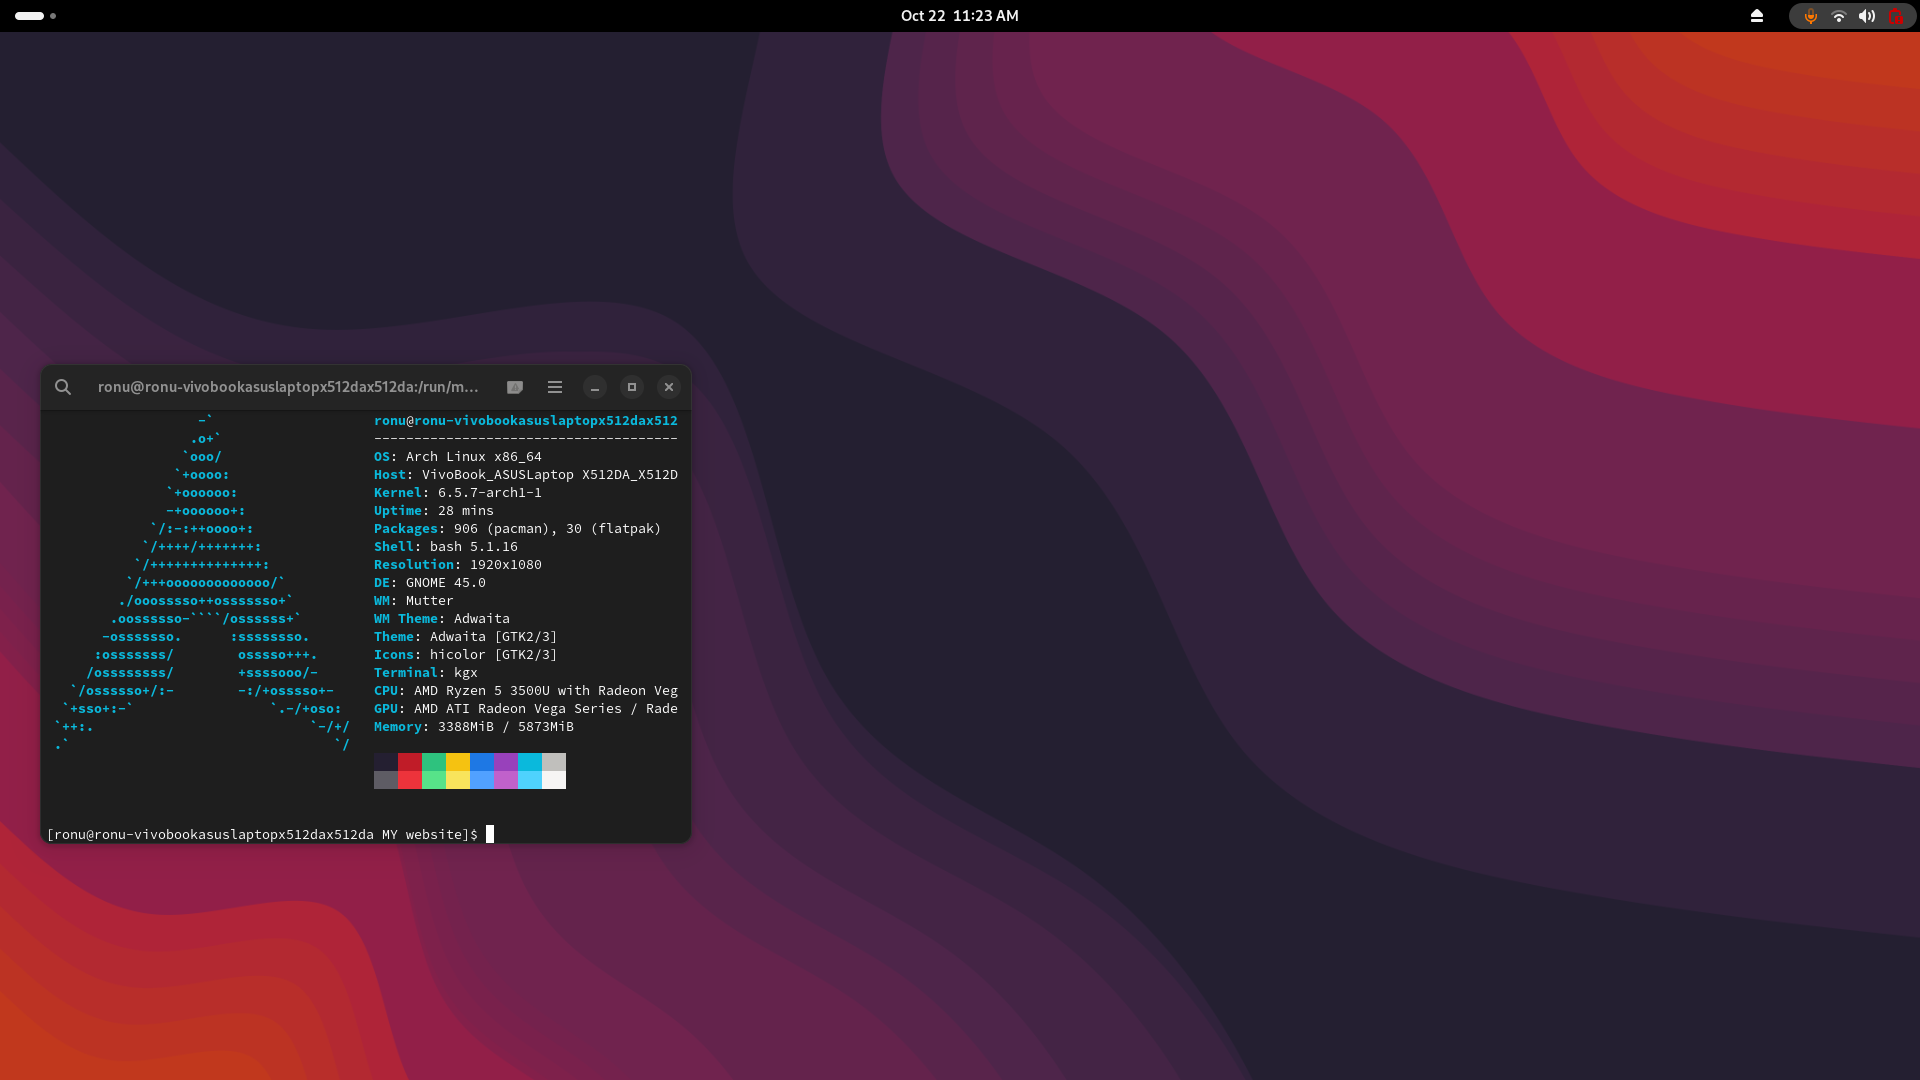 Oct 22  11:23 AM
ronu@ronu-vivobookasuslaptopx512dax512da:/run/m…
                   -`
                  .o+`
                 `ooo/
                `+oooo:
               `+oooooo:
               -+oooooo+:
             `/:-:++oooo+:
            `/++++/+++++++:
           `/++++++++++++++:
          `/+++ooooooooooooo/`
         ./ooosssso++osssssso+`
        .oossssso-````/ossssss+`
       -osssssso.      :ssssssso.
      :osssssss/        osssso+++.
     /ossssssss/        +ssssooo/-
   `/ossssso+/:-        -:/+osssso+-
  `+sso+:-`                 `.-/+oso:
 `++:.                           `-/+/
 .`                                 `/
ronu@ronu-vivobookasuslaptopx512dax512
--------------------------------------
OS: Arch Linux x86_64
Host: VivoBook_ASUSLaptop X512DA_X512D
Kernel: 6.5.7-arch1-1
Uptime: 28 mins
Packages: 906 (pacman), 30 (flatpak)
Shell: bash 5.1.16
Resolution: 1920x1080
DE: GNOME 45.0
WM: Mutter
WM Theme: Adwaita
Theme: Adwaita [GTK2/3]
Icons: hicolor [GTK2/3]
Terminal: kgx
CPU: AMD Ryzen 5 3500U with Radeon Veg
GPU: AMD ATI Radeon Vega Series / Rade
Memory: 3388MiB / 5873MiB
[ronu@ronu-vivobookasuslaptopx512dax512da MY website]$